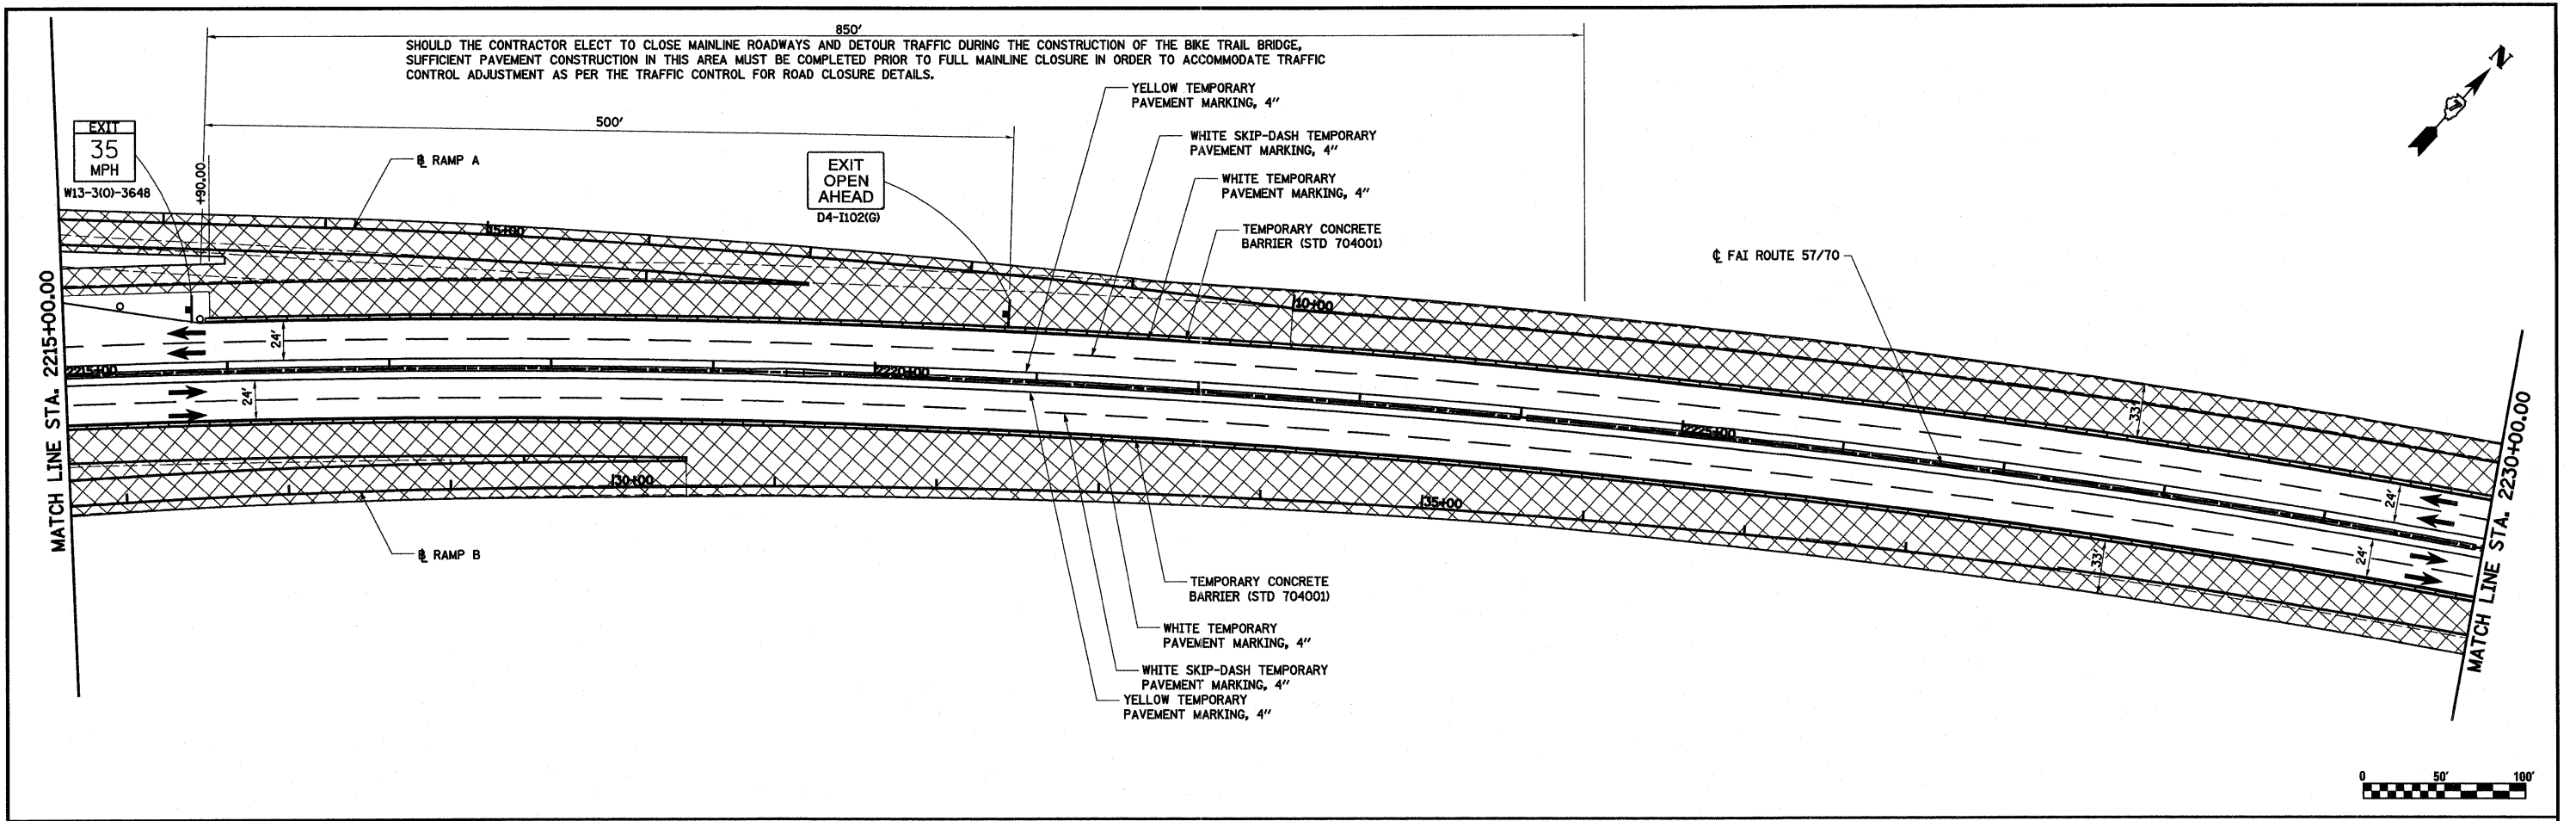 850'
SHOULD THE CONTRACTOR ELECT TO CLOSE MAINLINE ROADWAYS AND DETOUR TRAFFIC DURING THE CONSTRUCTION OF THE BIKE TRAIL BRIDGE,
SUFFICIENT PAVEMENT CONSTRUCTION IN THIS AREA MUST BE COMPLETED PRIOR TO FULL MAINLINE CLOSURE IN ORDER TO ACCOMMODATE TRAFFIC
CONTROL ADJUSTMENT AS PER THE TRAFFIC CONTROL FOR ROAD CLOSURE DETAILS.
N
YELLOW TEMPORARY
PAVEMENT MARKING, 4"
500'
WHITE SKIP-DASH TEMPORARY
PAVEMENT MARKING, 4"
EXIT
35
MPH
W13-3(O)-3648
+90.00
℄ RAMP A
EXIT
OPEN
AHEAD
D4-I102(G)
WHITE TEMPORARY
PAVEMENT MARKING, 4"
TEMPORARY CONCRETE
BARRIER (STD 704001)
℄ FAI ROUTE 57/70
15+00
10+00
MATCH LINE STA. 2215+00.00
24'
2215+00
2220+00
24'
33'
2225+00
24'
30+00
35+00
33'
24'
MATCH LINE STA. 2230+00.00
℄ RAMP B
TEMPORARY CONCRETE
BARRIER (STD 704001)
WHITE TEMPORARY
PAVEMENT MARKING, 4"
WHITE SKIP-DASH TEMPORARY
PAVEMENT MARKING, 4"
YELLOW TEMPORARY
PAVEMENT MARKING, 4"
0 50' 100'